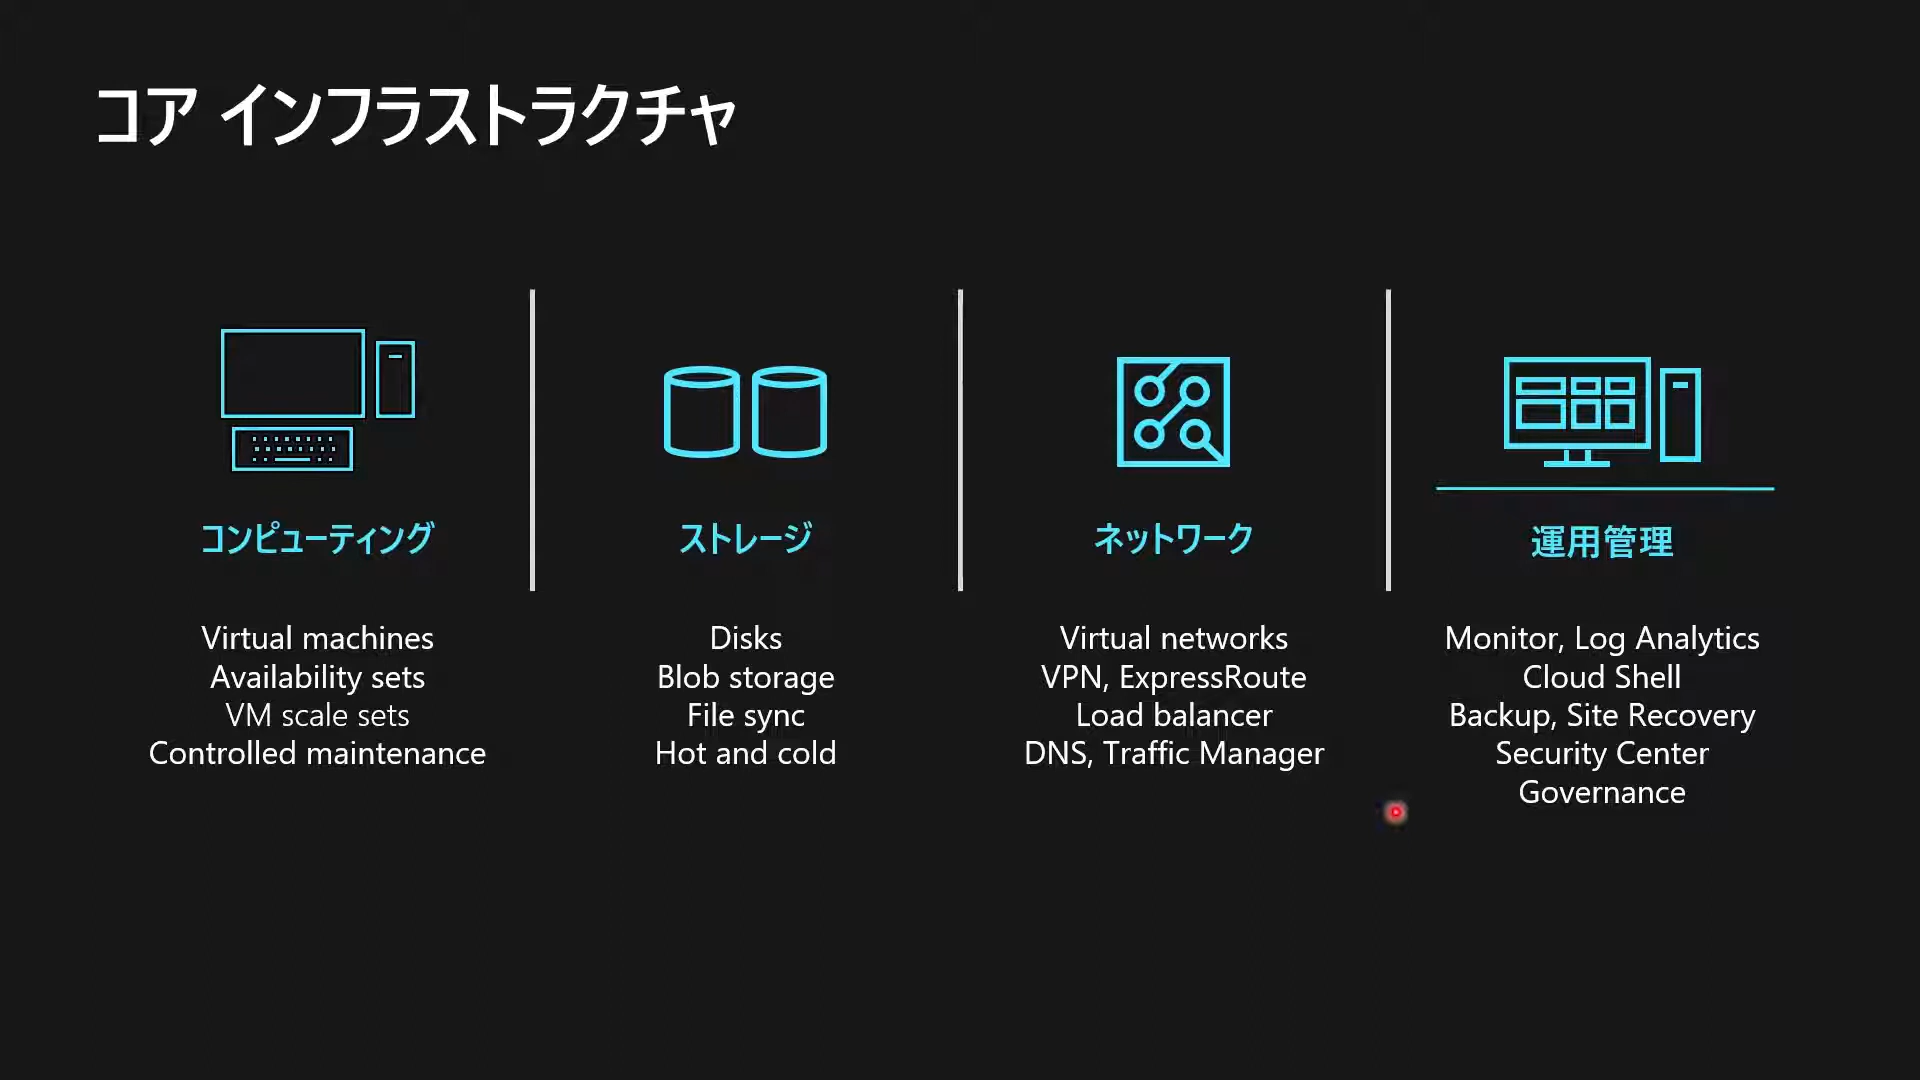 コア インフラストラクチャ
コンピューティング
Virtual machines
Availability sets
VM scale sets
Controlled maintenance
ストレージ
Disks
Blob storage
File sync
Hot and cold
ネットワーク
Virtual networks
VPN, ExpressRoute
Load balancer
DNS, Traffic Manager
運用管理
Monitor, Log Analytics
Cloud Shell
Backup, Site Recovery
Security Center
Governance